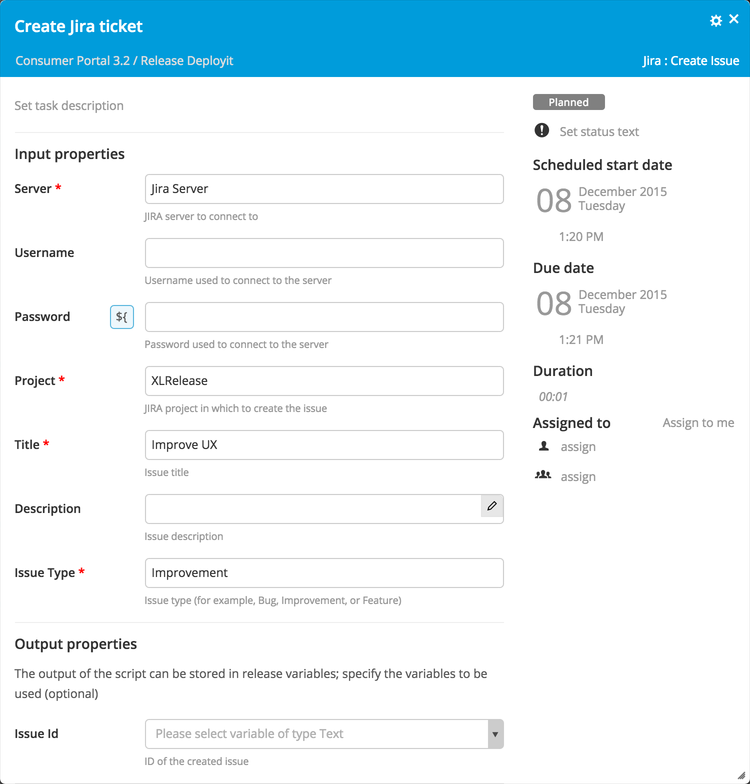 Create Jira ticket
Consumer Portal 3.2 / Release Deployit
Jira : Create Issue
Set task description
Input properties
Server *
Jira Server
JIRA server to connect to
Username
Username used to connect to the server
Password
${
Password used to connect to the server
Project *
XLRelease
JIRA project in which to create the issue
Title *
Improve UX
Issue title
Description
Issue description
Issue Type *
Improvement
Issue type (for example, Bug, Improvement, or Feature)
Output properties
The output of the script can be stored in release variables; specify the variables to be
used (optional)
Issue Id
Please select variable of type Text
ID of the created issue
Planned
Set status text
Scheduled start date
08
December 2015
Tuesday
1:20 PM
Due date
08
December 2015
Tuesday
1:21 PM
Duration
00:01
Assigned to
Assign to me
assign
assign